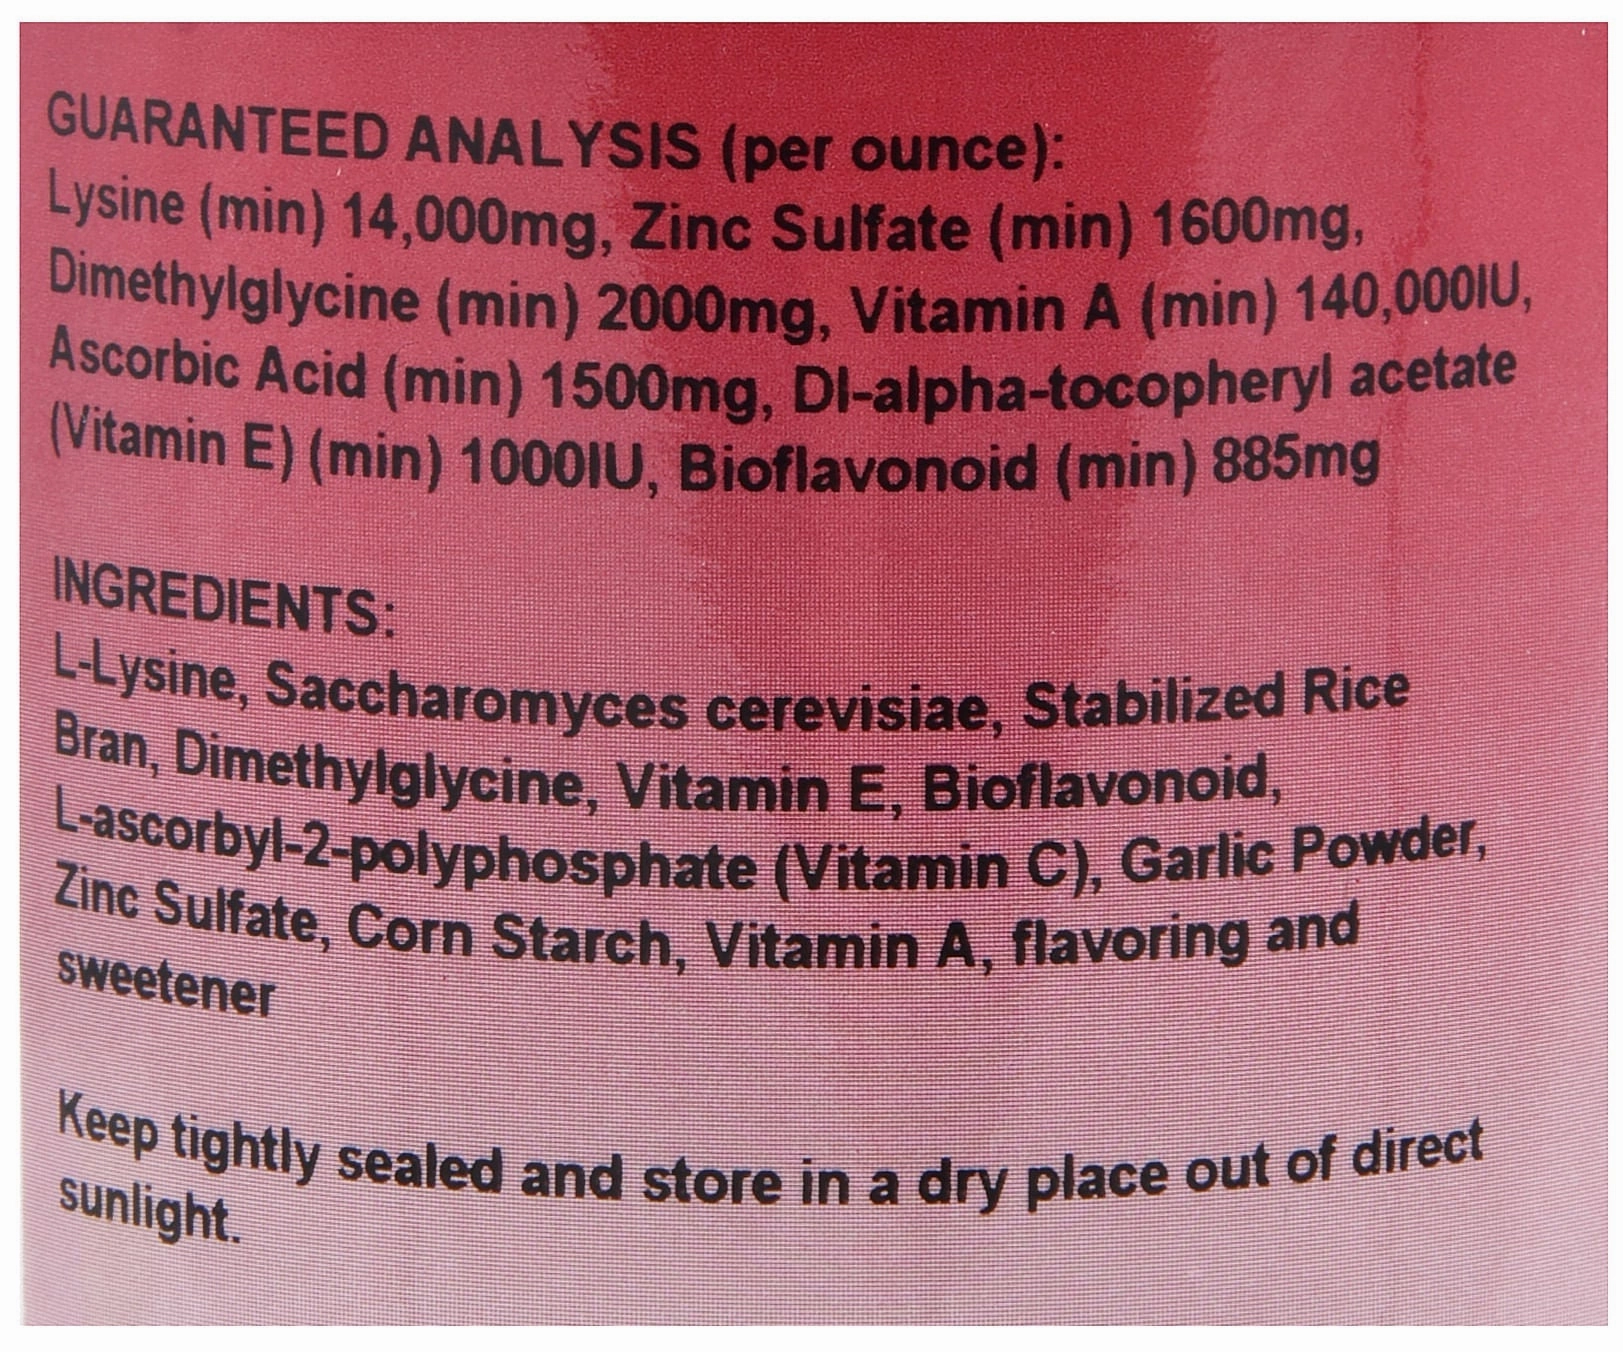 GUARANTEED ANALYSIS (per ounce):
Lysine (min) 14,000mg, Zinc Sulfate (min) 1600mg,
Dimethylglycine (min) 2000mg, Vitamin A (min) 140,000IU,
Ascorbic Acid (min) 1500mg, Dl-alpha-tocopheryl acetate
(Vitamin E) (min) 1000IU, Bioflavonoid (min) 885mg
INGREDIENTS:
L-Lysine, Saccharomyces cerevisiae, Stabilized Rice
Bran, Dimethylglycine, Vitamin E, Bioflavonoid,
L-ascorbyl-2-polyphosphate (Vitamin C), Garlic Powder,
Zinc Sulfate, Corn Starch, Vitamin A, flavoring and
sweetener
Keep tightly sealed and store in a dry place out of direct
sunlight.